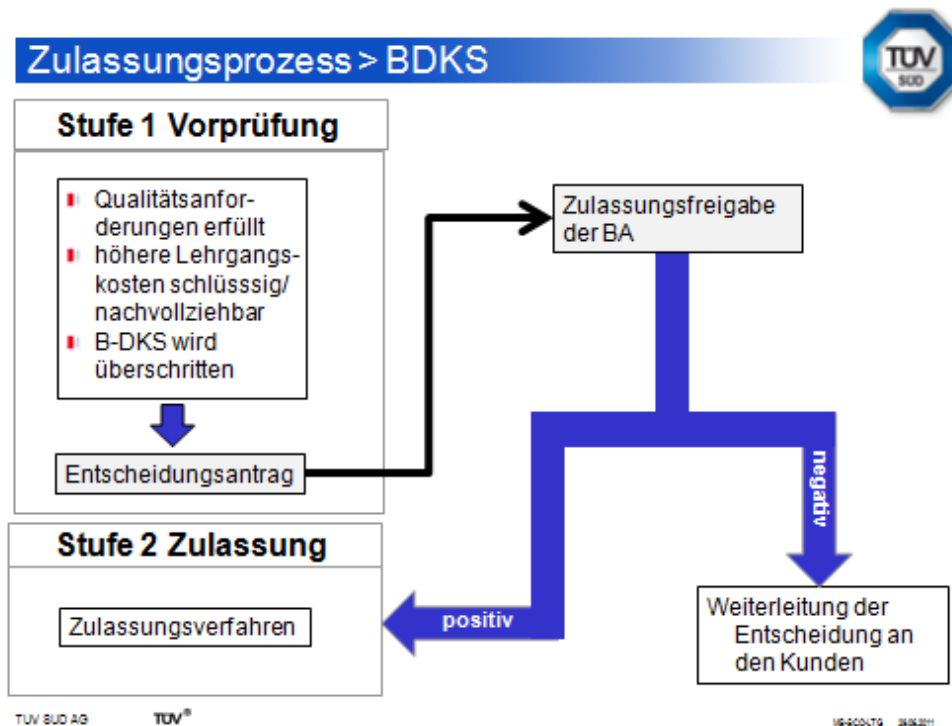 Zulassungsprozess > BDKS
TÜV
SÜD
Stufe 1 Vorprüfung
Qualitätsanfor-
derungen erfüllt
höhere Lehrgangs-
kosten schlüsssig/
nachvollziehbar
B-DKS wird
überschritten
Entscheidungsantrag
Zulassungsfreigabe
der BA
negativ
Stufe 2 Zulassung
Zulassungsverfahren
positiv
Weiterleitung der
Entscheidung an
den Kunden
TÜV SÜD AG
TÜV®